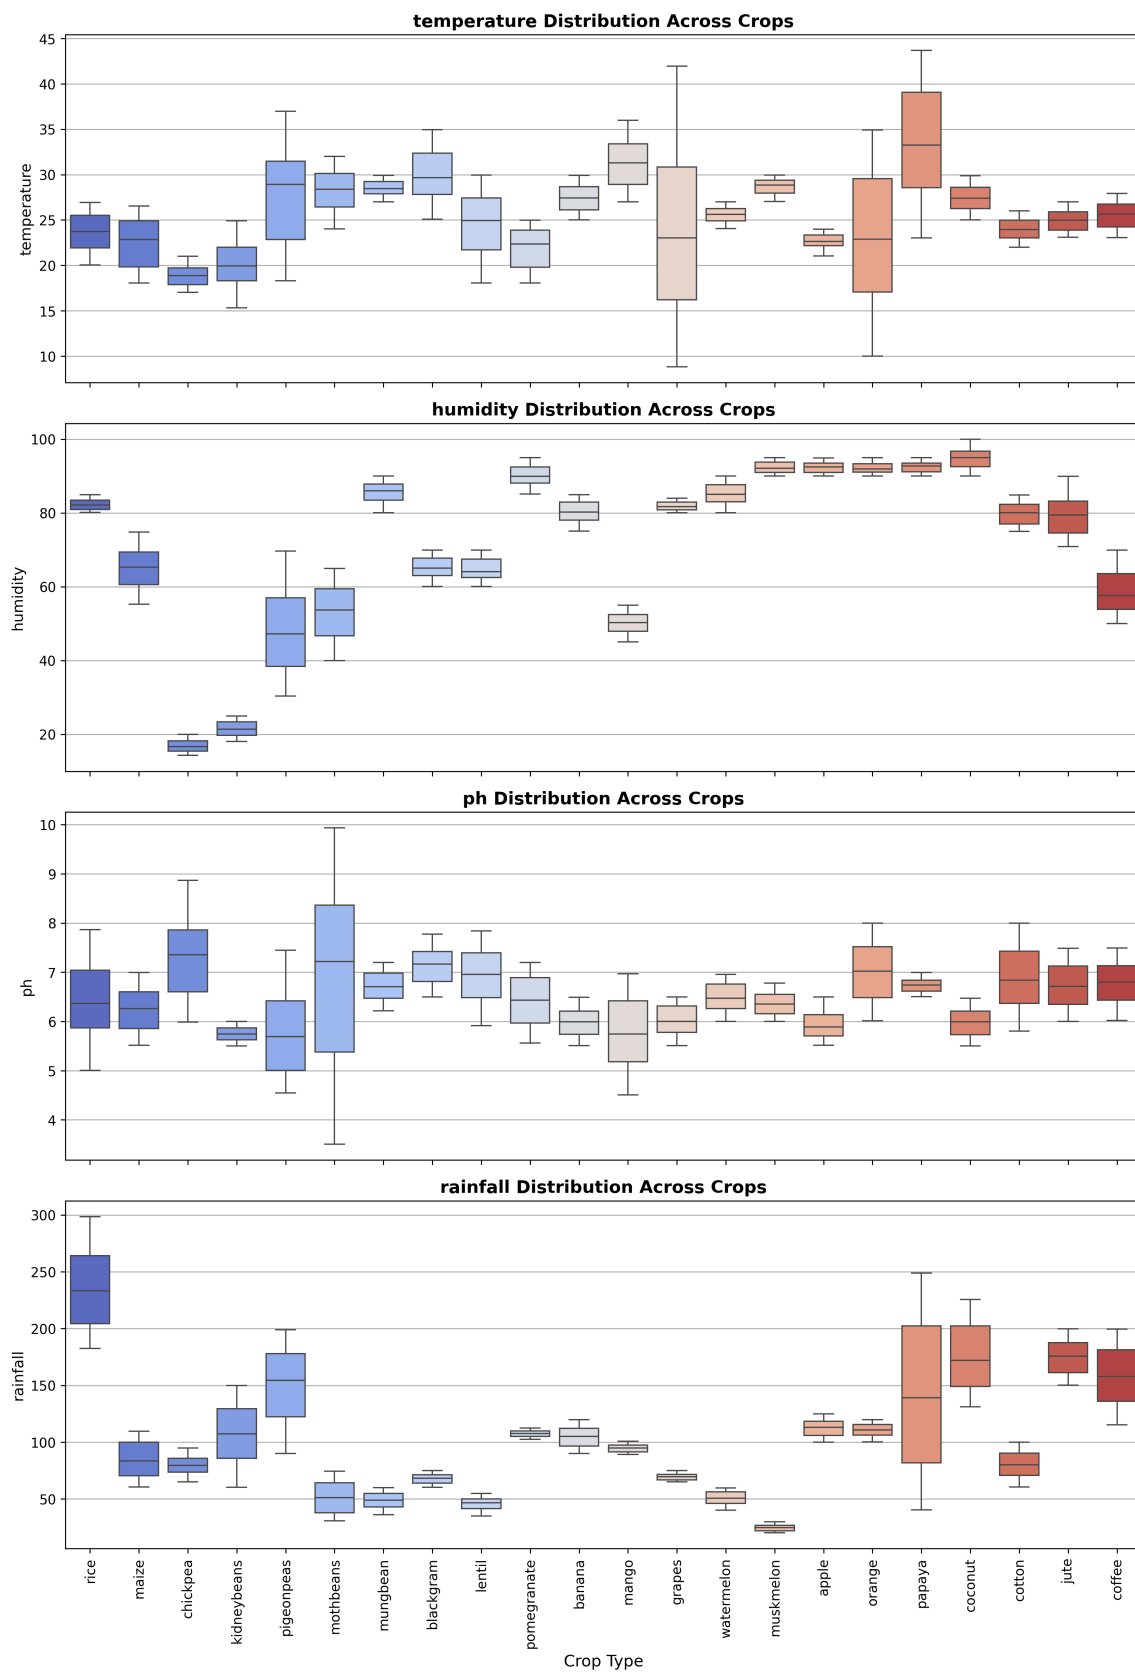 temperature Distribution Across Crops
45
40
35
30
25
20
15
10
temperature
humidity Distribution Across Crops
100
80
60
40
20
humidity
ph Distribution Across Crops
10
9
8
7
6
5
4
ph
rainfall Distribution Across Crops
300
250
200
150
100
50
rainfall
rice
maize
chickpea
kidneybeans
pigeonpeas
mothbeans
mungbean
blackgram
lentil
pomegranate
banana
mango
grapes
watermelon
muskmelon
apple
orange
papaya
coconut
cotton
jute
coffee
Crop Type